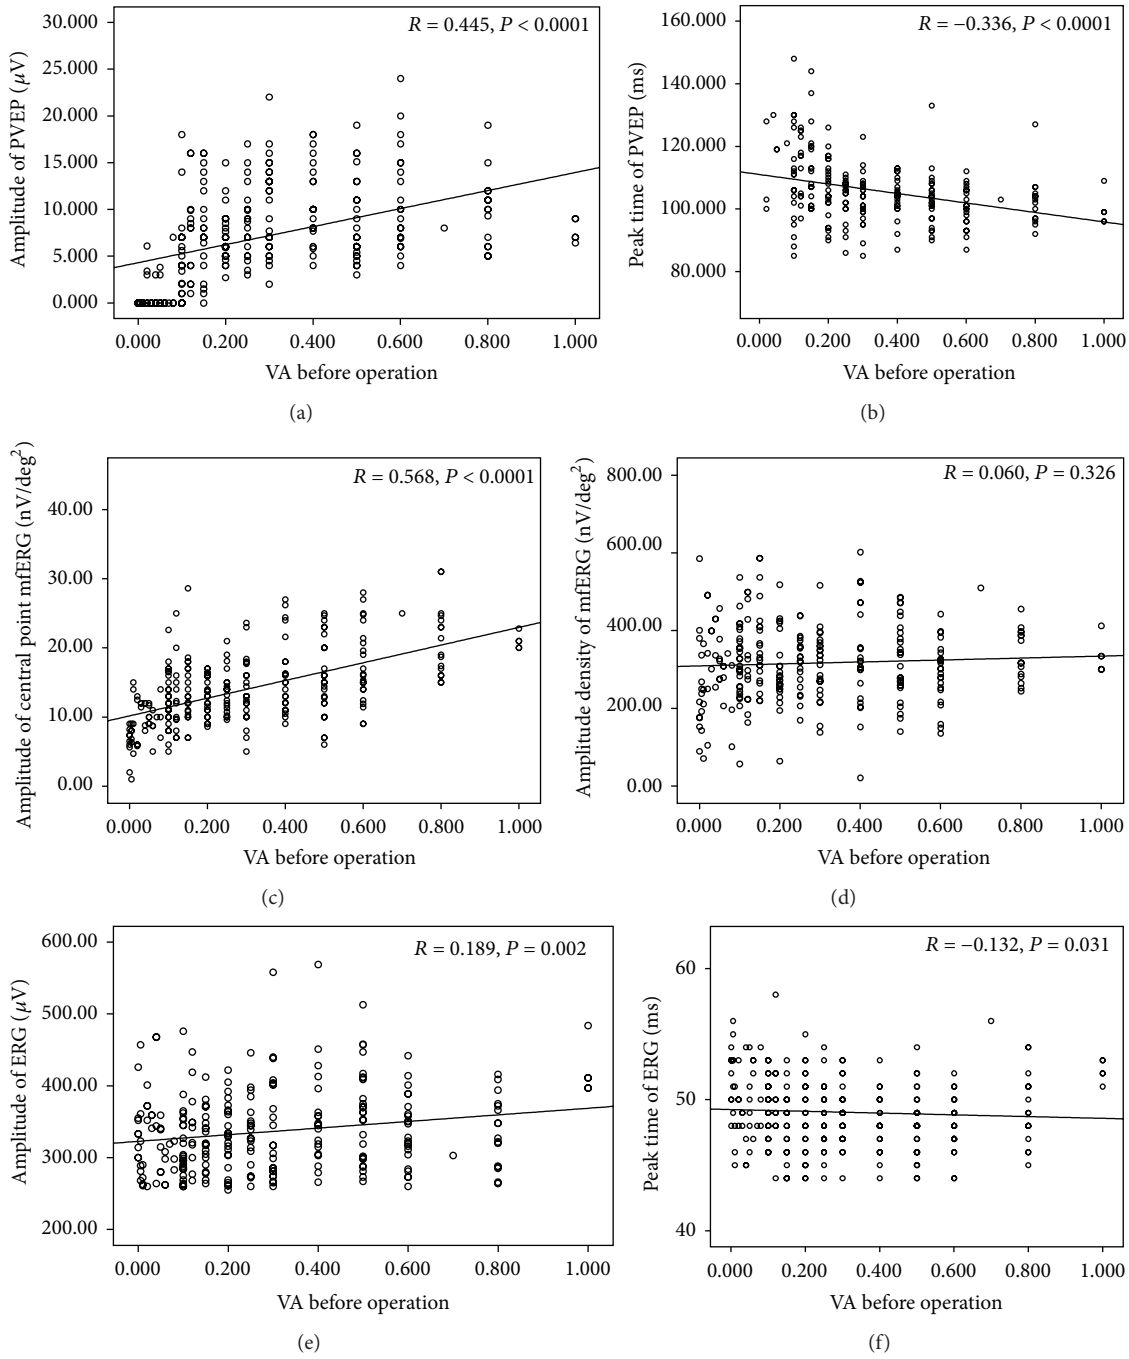 R = 0.445, P < 0.0001
30.000
25.000
20.000
15.000
10.000
5.000
0.000
Amplitude of PVEP (μV)
0.000 0.200 0.400 0.600 0.800 1.000
VA before operation
(a)
R = −0.336, P < 0.0001
160.000
140.000
120.000
100.000
80.000
Peak time of PVEP (ms)
0.000 0.200 0.400 0.600 0.800 1.000
VA before operation
(b)
R = 0.568, P < 0.0001
40.00
30.00
20.00
10.00
0.00
Amplitude of central point mfERG (nV/deg²)
0.000 0.200 0.400 0.600 0.800 1.000
VA before operation
(c)
R = 0.060, P = 0.326
800.00
600.00
400.00
200.00
0.00
Amplitude density of mfERG (nV/deg²)
0.000 0.200 0.400 0.600 0.800 1.000
VA before operation
(d)
R = 0.189, P = 0.002
600.00
500.00
400.00
300.00
200.00
Amplitude of ERG (μV)
0.000 0.200 0.400 0.600 0.800 1.000
VA before operation
(e)
R = −0.132, P = 0.031
60
50
40
Peak time of ERG (ms)
0.000 0.200 0.400 0.600 0.800 1.000
VA before operation
(f)